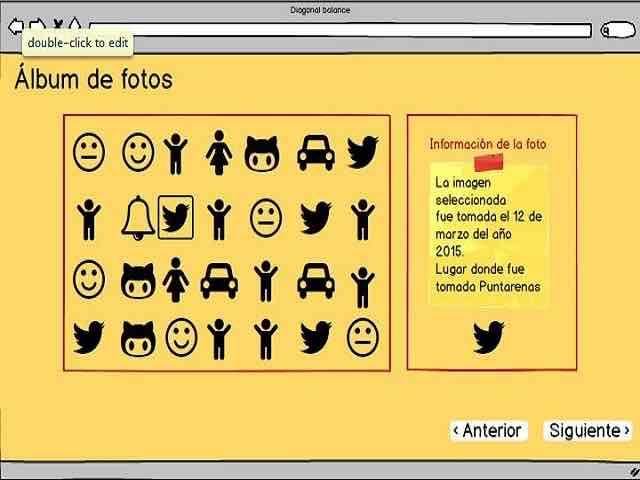 Diagonal balance
double-click to edit
Álbum de fotos
Información de la foto
La imagen
seleccionada
fue tomada el 12 de
marzo del año
2015.
Lugar donde fue
tomada Puntarenas
‹ Anterior
Siguiente ›